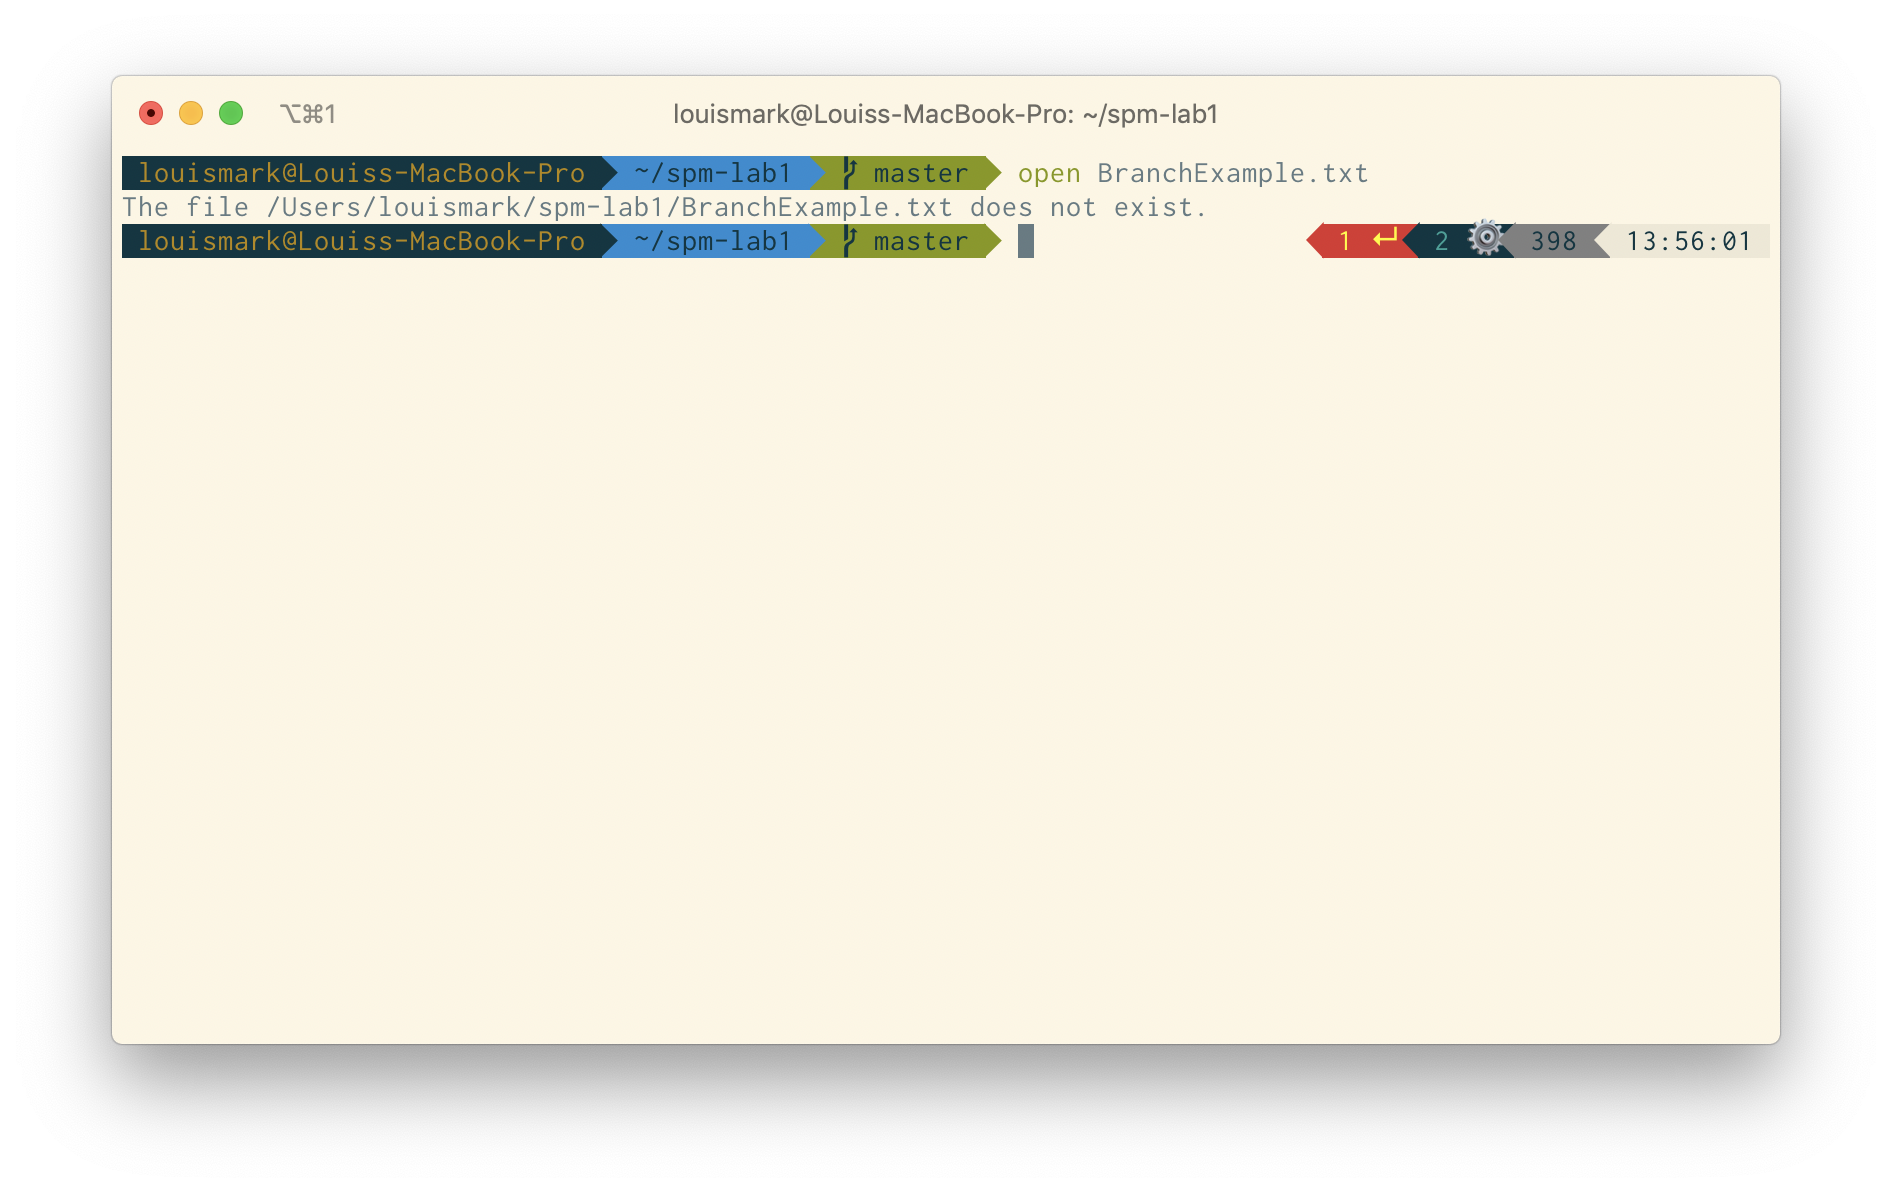 ⌥⌘1 louismark@Louiss-MacBook-Pro: ~/spm-lab1
louismark@Louiss-MacBook-Pro ~/spm-lab1 master open BranchExample.txt
The file /Users/louismark/spm-lab1/BranchExample.txt does not exist.
louismark@Louiss-MacBook-Pro ~/spm-lab1 master 1 ↵ 2 ⚙ 398 13:56:01